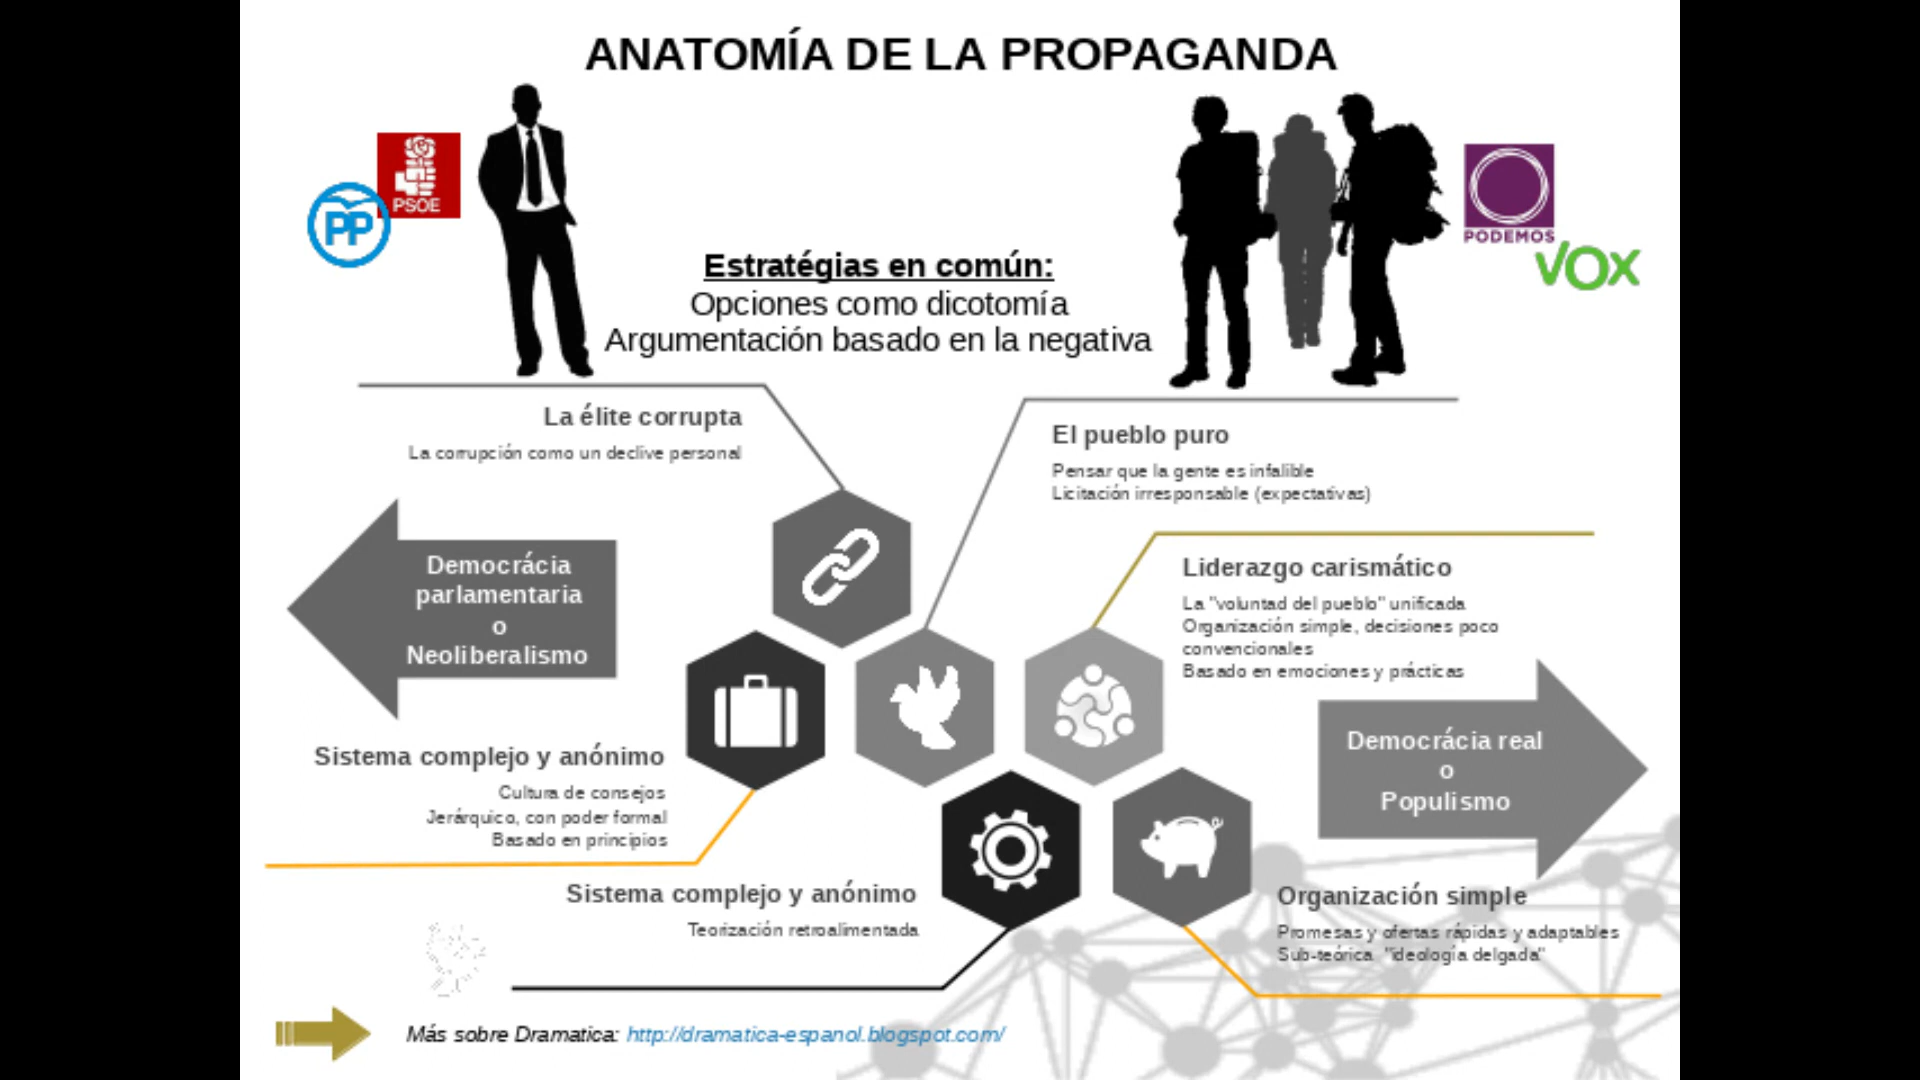 ANATOMÍA DE LA PROPAGANDA
PSOE
PP
PODEMOS
VOX
Estratégias en común:
Opciones como dicotomía
Argumentación basado en la negativa
La élite corrupta
La corrupción como un declive personal
El pueblo puro
Pensar que la gente es infalible
Licitación irresponsable (expectativas)
Democrácia
parlamentaria
o
Neoliberalismo
Liderazgo carismático
La "voluntad del pueblo" unificada
Organización simple, decisiones poco
convencionales
Basado en emociones y prácticas
Democrácia real
o
Populismo
Sistema complejo y anónimo
Cultura de consejos
Jerárquico, con poder formal
Basado en principios
Sistema complejo y anónimo
Teorización retroalimentada
Organización simple
Promesas y ofertas rápidas y adaptables
Sub-teórica "ideología delgada"
Más sobre Dramatica: http://dramatica-espanol.blogspot.com/